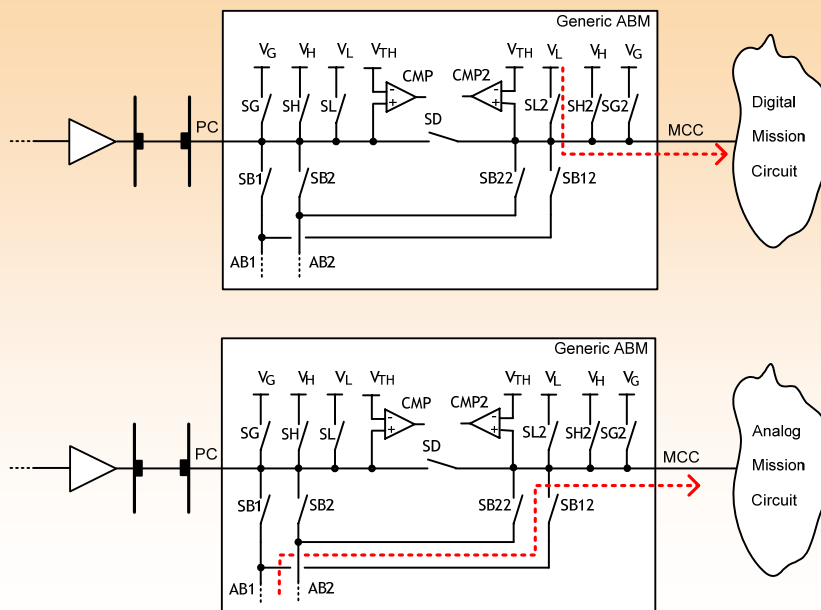 Generic ABM
VG VH VL VTH VTH VL VH VG
CMP CMP2
SG SH SL SL2 SH2 SG2
SD
PC MCC
Digital
Mission
Circuit
SB1 SB2 SB22 SB12
AB1 AB2
Generic ABM
VG VH VL VTH VTH VL VH VG
CMP CMP2
SG SH SL SL2 SH2 SG2
SD
PC MCC
Analog
Mission
Circuit
SB1 SB2 SB22 SB12
AB1 AB2